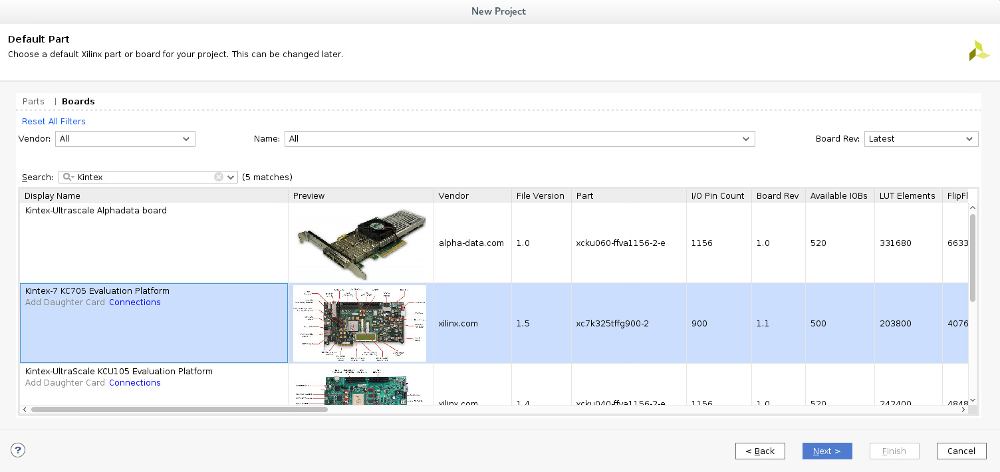 New Project
Default Part
Choose a default Xilinx part or board for your project. This can be changed later.
Parts | Boards
Reset All Filters
Vendor: All Name: All Board Rev: Latest
Search: Kintex (5 matches)
Display Name Preview Vendor File Version Part I/O Pin Count Board Rev Available IOBs LUT Elements FlipFl
Kintex-Ultrascale Alphadata board
alpha-data.com 1.0 xcku060-ffva1156-2-e 1156 1.0 520 331680 6633
Kintex-7 KC705 Evaluation Platform
Add Daughter Card Connections
xilinx.com 1.5 xc7k325tffg900-2 900 1.1 500 203800 4076
Kintex-UltraScale KCU105 Evaluation Platform
Add Daughter Card Connections
xilinx.com 1.4 xcku040-ffva1156-2-e 1156 1.0 520 242400 4848
? < Back Next > Finish Cancel